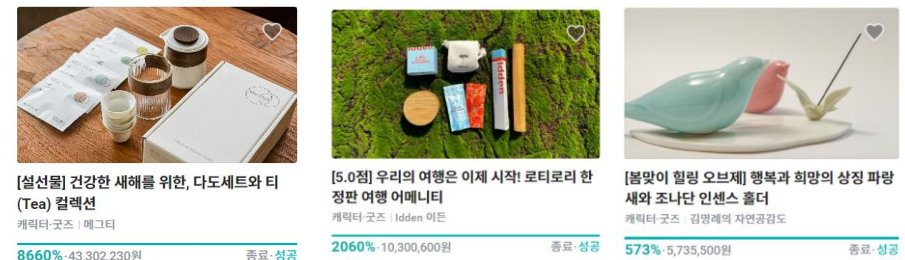 [설선물] 건강한 새해를 위한, 다도세트와 티
(Tea) 컬렉션
캐릭터·굿즈 | 메그티
8660%·43,302,230원 종료·성공
[5.0점] 우리의 여행은 이제 시작! 로티로리 한
정판 여행 어메니티
캐릭터·굿즈 | Idden 이든
2060%·10,300,600원 종료·성공
[봄맞이 힐링 오브제] 행복과 희망의 상징 파랑
새와 조나단 인센스 홀더
캐릭터·굿즈 | 김명례의 자연공감도
573%·5,735,500원 종료·성공